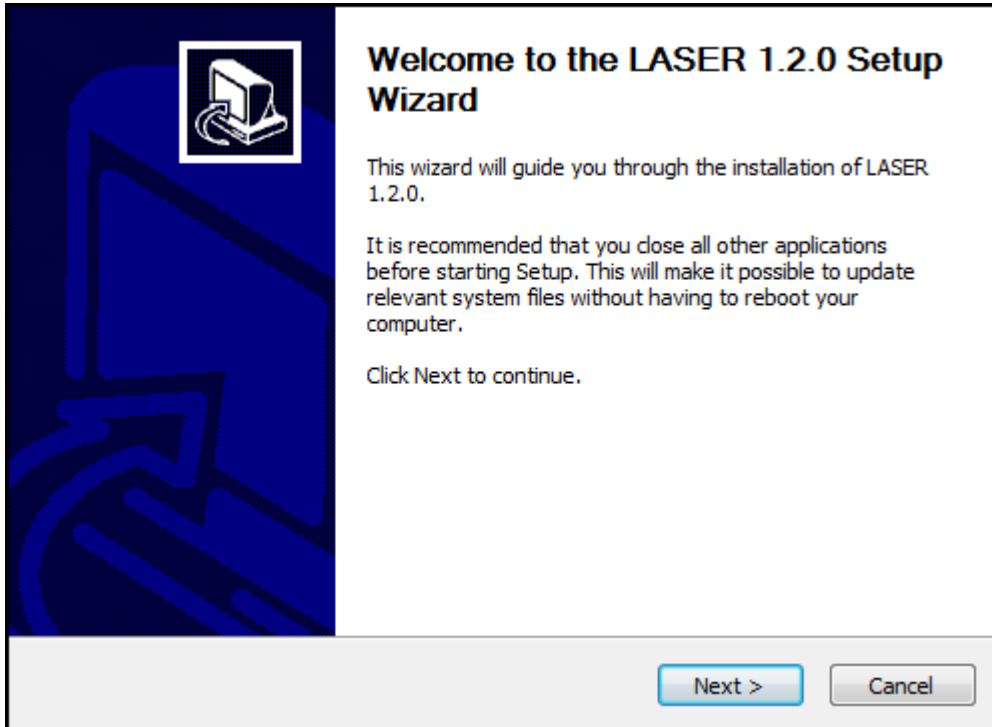 Welcome to the LASER 1.2.0 Setup
Wizard
This wizard will guide you through the installation of LASER
1.2.0.
It is recommended that you close all other applications
before starting Setup. This will make it possible to update
relevant system files without having to reboot your
computer.
Click Next to continue.
Next >
Cancel